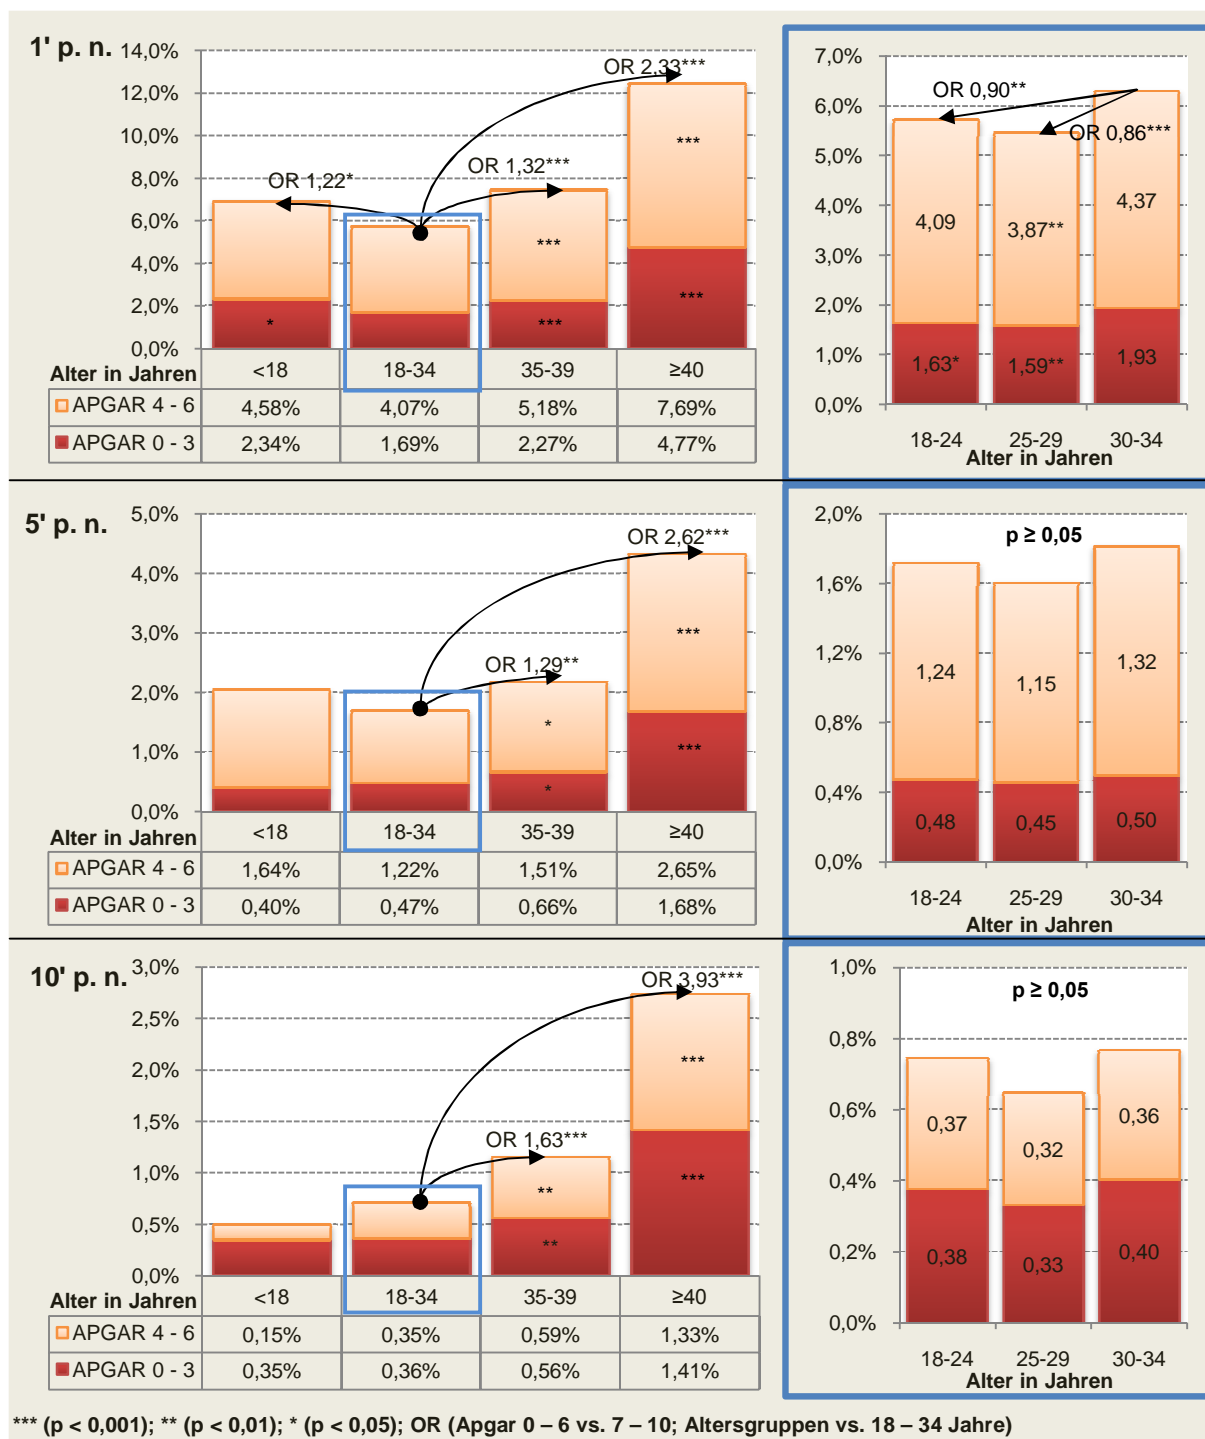 1' p. n.
14,0%
12,0%
10,0%
8,0%
6,0%
4,0%
2,0%
0,0%
OR 2,33***
OR 1,32***
OR 1,22*
***
***
***
*
***
***
Alter in Jahren <18 18-34 35-39 ≥40
APGAR 4 - 6 4,58% 4,07% 5,18% 7,69%
APGAR 0 - 3 2,34% 1,69% 2,27% 4,77%
7,0%
6,0%
5,0%
4,0%
3,0%
2,0%
1,0%
0,0%
OR 0,90**
OR 0,86***
4,09 3,87** 4,37
1,63* 1,59** 1,93
18-24 25-29 30-34
Alter in Jahren
5' p. n.
5,0%
4,0%
3,0%
2,0%
1,0%
0,0%
OR 2,62***
OR 1,29**
***
*
***
*
Alter in Jahren <18 18-34 35-39 ≥40
APGAR 4 - 6 1,64% 1,22% 1,51% 2,65%
APGAR 0 - 3 0,40% 0,47% 0,66% 1,68%
2,0%
1,6%
1,2%
0,8%
0,4%
0,0%
p ≥ 0,05
1,24 1,15 1,32
0,48 0,45 0,50
18-24 25-29 30-34
Alter in Jahren
10' p. n.
3,0%
2,5%
2,0%
1,5%
1,0%
0,5%
0,0%
OR 3,93***
OR 1,63***
***
***
**
**
Alter in Jahren <18 18-34 35-39 ≥40
APGAR 4 - 6 0,15% 0,35% 0,59% 1,33%
APGAR 0 - 3 0,35% 0,36% 0,56% 1,41%
1,0%
0,8%
0,6%
0,4%
0,2%
0,0%
p ≥ 0,05
0,37 0,32 0,36
0,38 0,33 0,40
18-24 25-29 30-34
Alter in Jahren
*** (p < 0,001); ** (p < 0,01); * (p < 0,05); OR (Apgar 0 – 6 vs. 7 – 10; Altersgruppen vs. 18 – 34 Jahre)